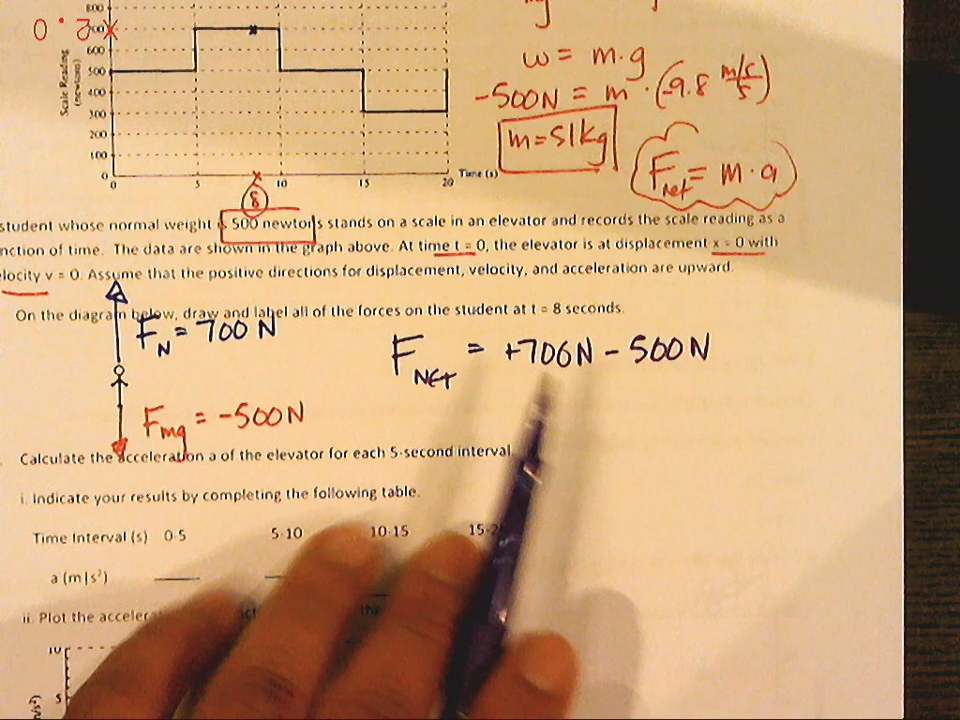 800
700
600
500
400
300
200
100
0
Scale Reading
(newtons)
0 5 10 15 20 Time (s)
8
w = m·g
-500N = m · (-9.8 m/s/s)
m=51kg
Fnet = m·a
student whose normal weight is 500 newtons stands on a scale in an elevator and records the scale reading as a
nction of time. The data are shown in the graph above. At time t = 0, the elevator is at displacement x = 0 with
locity v = 0. Assume that the positive directions for displacement, velocity, and acceleration are upward.
On the diagram below, draw and label all of the forces on the student at t = 8 seconds.
FN = 700 N
FNet = +700N - 500N
Fmg = -500N
Calculate the acceleration a of the elevator for each 5-second interval.
i. Indicate your results by completing the following table.
Time Interval (s) 0-5 5-10 10-15 15-2
a (m|s²)
ii. Plot the accelerat
the
10
5